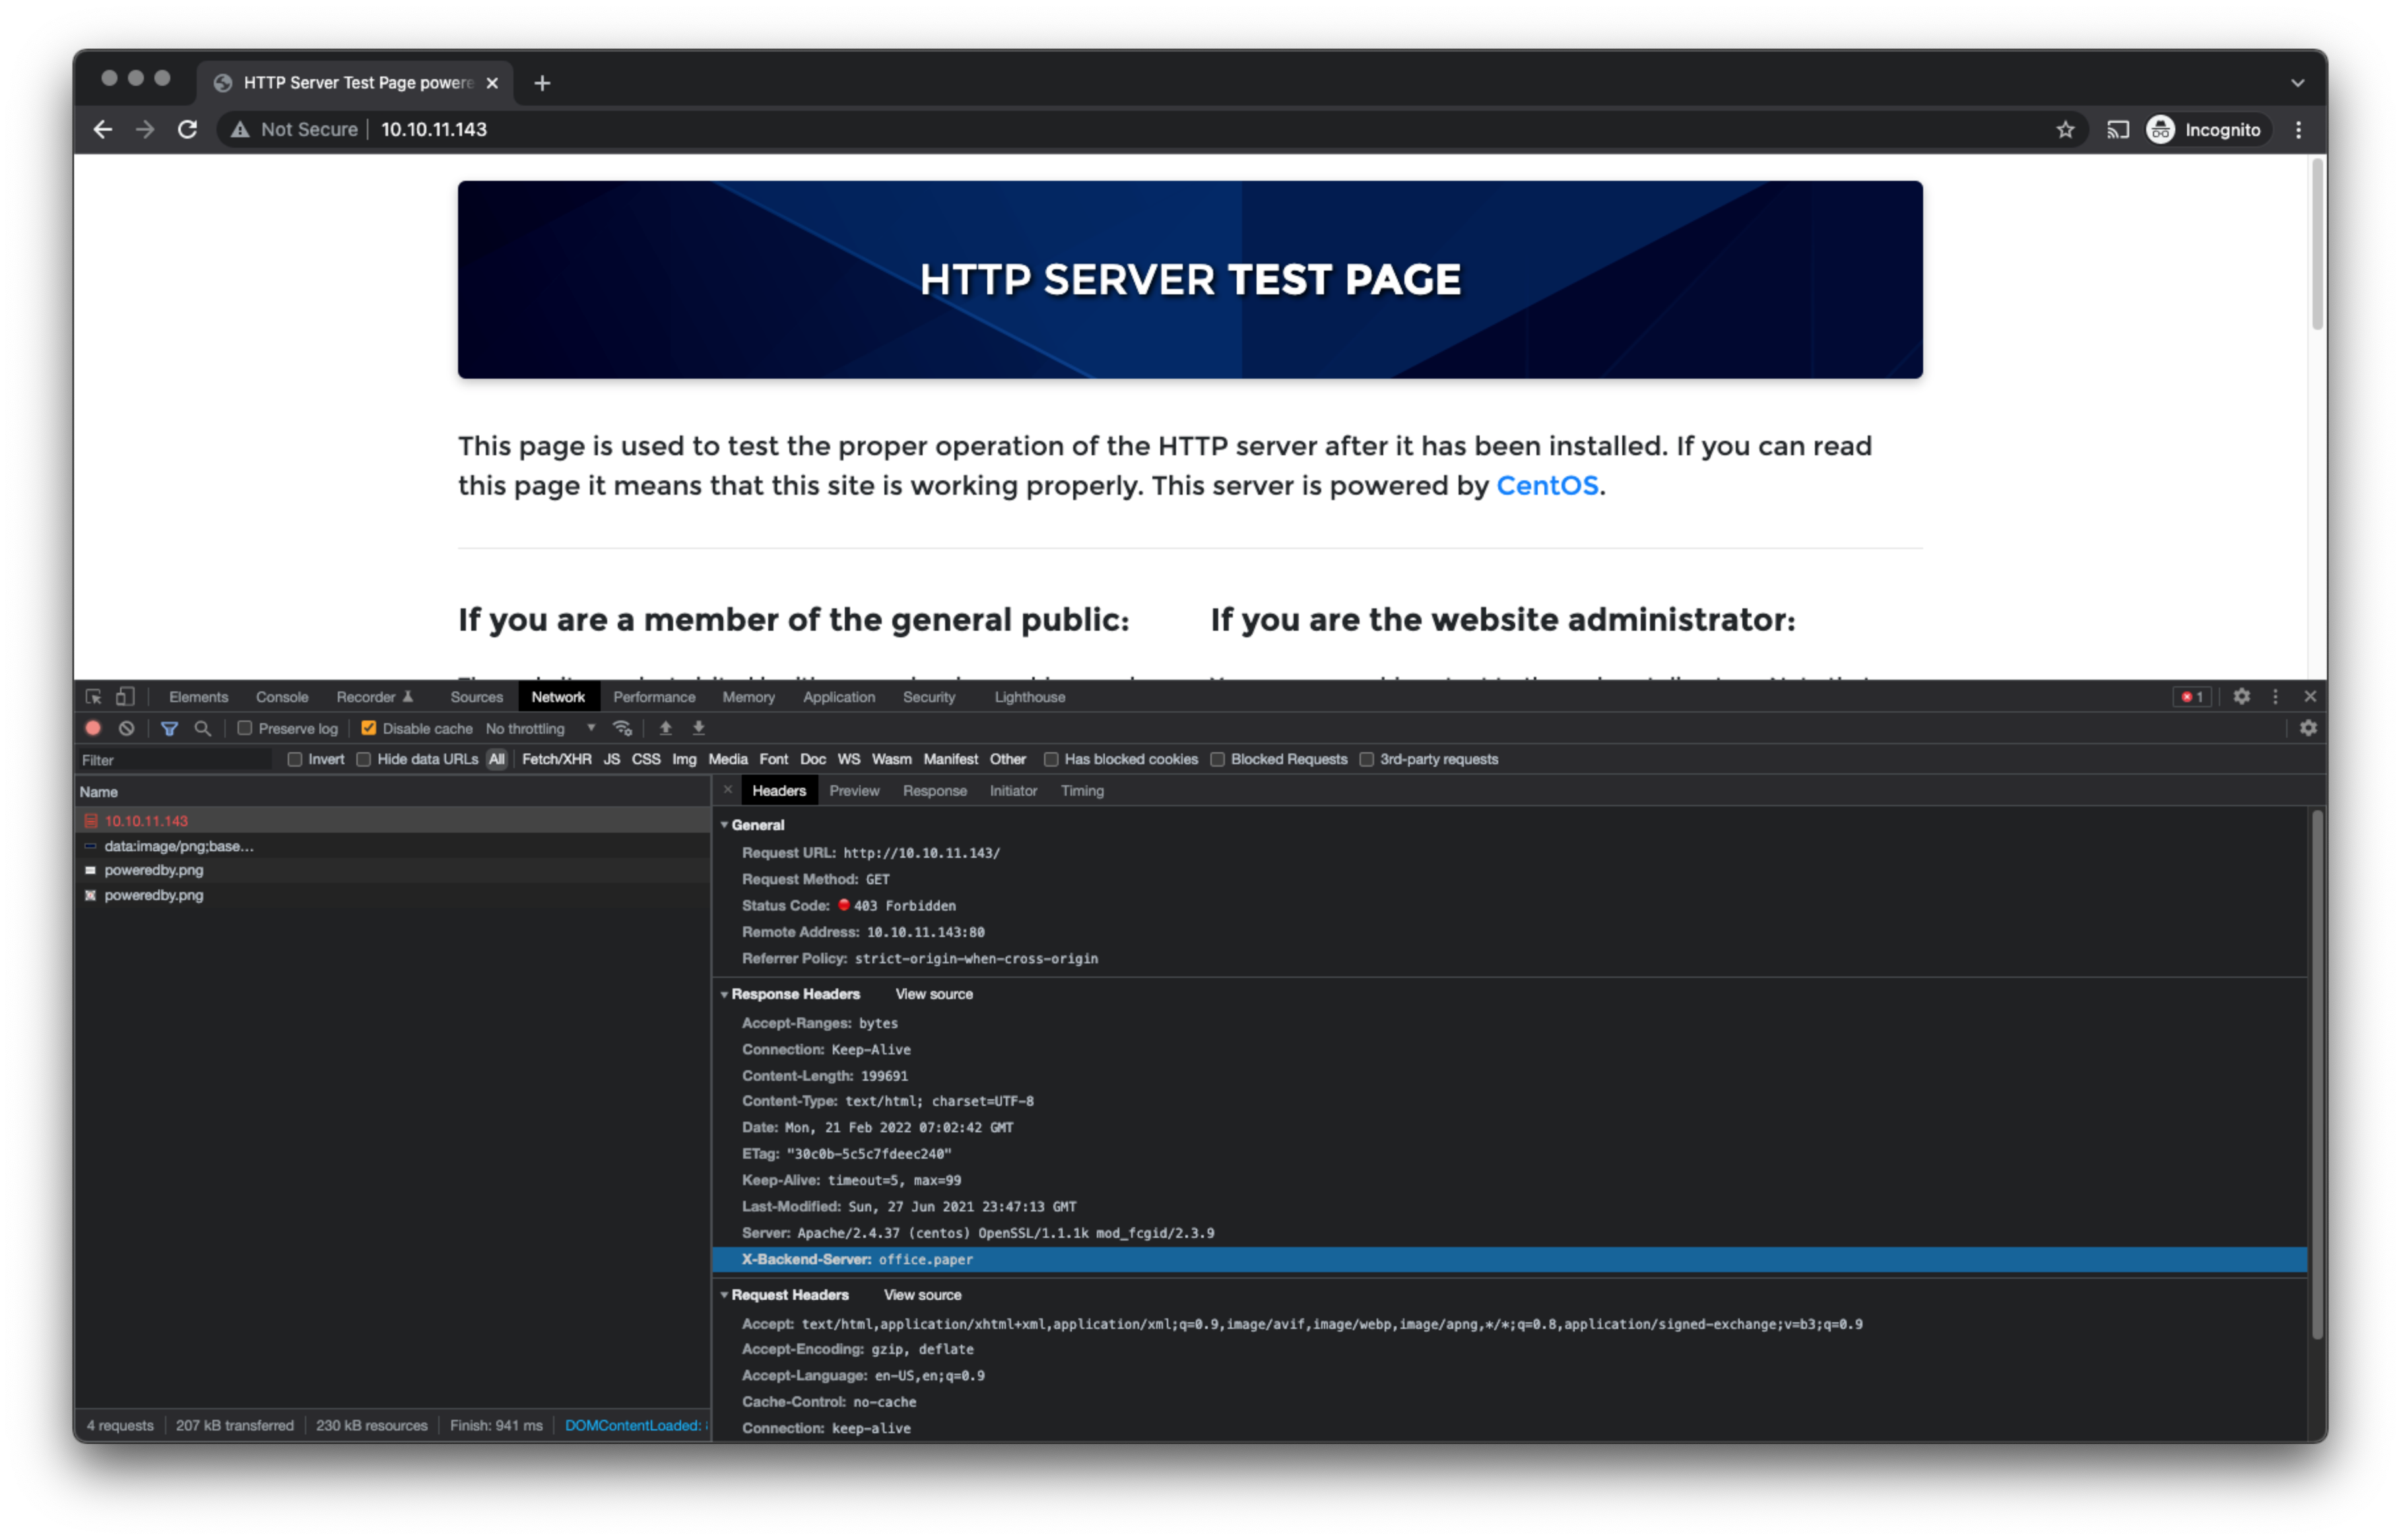 HTTP Server Test Page powere
Not Secure | 10.10.11.143
Incognito
HTTP SERVER TEST PAGE
This page is used to test the proper operation of the HTTP server after it has been installed. If you can read
this page it means that this site is working properly. This server is powered by CentOS.
If you are a member of the general public:
If you are the website administrator:
Elements Console Recorder Sources Network Performance Memory Application Security Lighthouse 1
Preserve log Disable cache No throttling
Filter Invert Hide data URLs All Fetch/XHR JS CSS Img Media Font Doc WS Wasm Manifest Other Has blocked cookies Blocked Requests 3rd-party requests
Name
10.10.11.143
data:image/png;base...
poweredby.png
poweredby.png
4 requests 207 kB transferred 230 kB resources Finish: 941 ms DOMContentLoaded:
Headers Preview Response Initiator Timing
General
Request URL: http://10.10.11.143/
Request Method: GET
Status Code: 403 Forbidden
Remote Address: 10.10.11.143:80
Referrer Policy: strict-origin-when-cross-origin
Response Headers View source
Accept-Ranges: bytes
Connection: Keep-Alive
Content-Length: 199691
Content-Type: text/html; charset=UTF-8
Date: Mon, 21 Feb 2022 07:02:42 GMT
ETag: "30c0b-5c5c7fdeec240"
Keep-Alive: timeout=5, max=99
Last-Modified: Sun, 27 Jun 2021 23:47:13 GMT
Server: Apache/2.4.37 (centos) OpenSSL/1.1.1k mod_fcgid/2.3.9
X-Backend-Server: office.paper
Request Headers View source
Accept: text/html,application/xhtml+xml,application/xml;q=0.9,image/avif,image/webp,image/apng,*/*;q=0.8,application/signed-exchange;v=b3;q=0.9
Accept-Encoding: gzip, deflate
Accept-Language: en-US,en;q=0.9
Cache-Control: no-cache
Connection: keep-alive